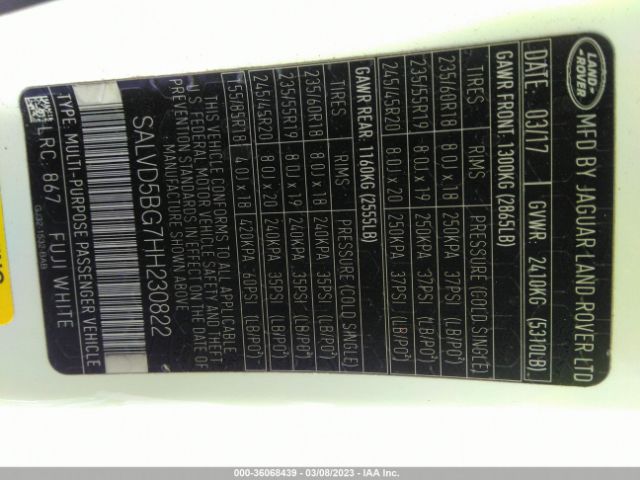 LAND
ROVER
MFD BY JAGUAR LAND ROVER LTD
DATE: 03/17 GVWR: 2410KG (5310LB)
GAWR FRONT: 1300KG (2865LB)
TIRES RIMS PRESSURE (COLD SINGLE)
235/60R18 8.0J x 18 250KPA 37PSI (LB/PO²)
235/55R19 8.0J x 19 250KPA 37PSI (LB/PO²)
245/45R20 8.0J x 20 250KPA 37PSI (LB/PO²)
GAWR REAR: 1160KG (2555LB)
TIRES RIMS PRESSURE (COLD SINGLE)
235/60R18 8.0J x 18 240KPA 35PSI (LB/PO²)
235/55R19 8.0J x 19 240KPA 35PSI (LB/PO²)
245/45R20 8.0J x 20 240KPA 35PSI (LB/PO²)
155/85R18 4.0J x 18 420KPA 60PSI (LB/PO²)
THIS VEHICLE CONFORMS TO ALL APPLICABLE
U.S. FEDERAL MOTOR VEHICLE SAFETY AND THEFT
PREVENTION STANDARDS IN EFFECT ON THE DATE OF
MANUFACTURE SHOWN ABOVE
SALVD5BG7HH230822
TYPE: MULTI-PURPOSE PASSENGER VEHICLE
LRC: 867 FUJI WHITE
000-36068439 - 03/08/2023 - IAA Inc.